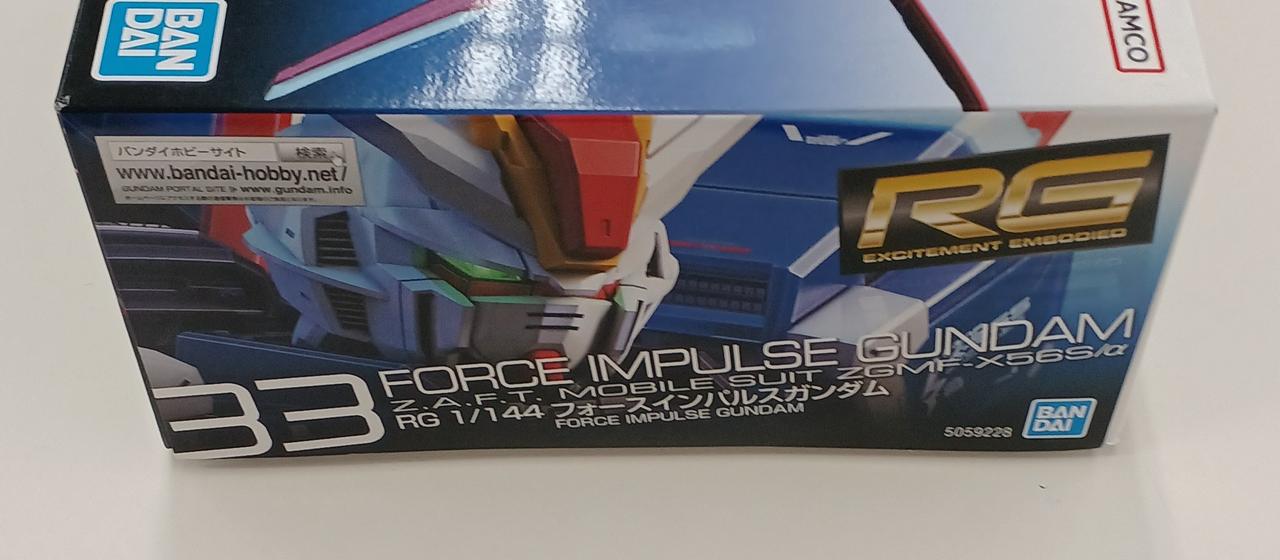 BAN
DAI
AMCO
バンダイホビーサイト 検索
www.bandai-hobby.net/
GUNDAM PORTAL SITE ▶ www.gundam.info
RG
EXCITEMENT EMBODIED
1
33
FORCE IMPULSE GUNDAM
Z.A.F.T. MOBILE SUIT ZGMF-X56S/α
RG 1/144 フォースインパルスガンダム
FORCE IMPULSE GUNDAM
5059228
BAN
DAI